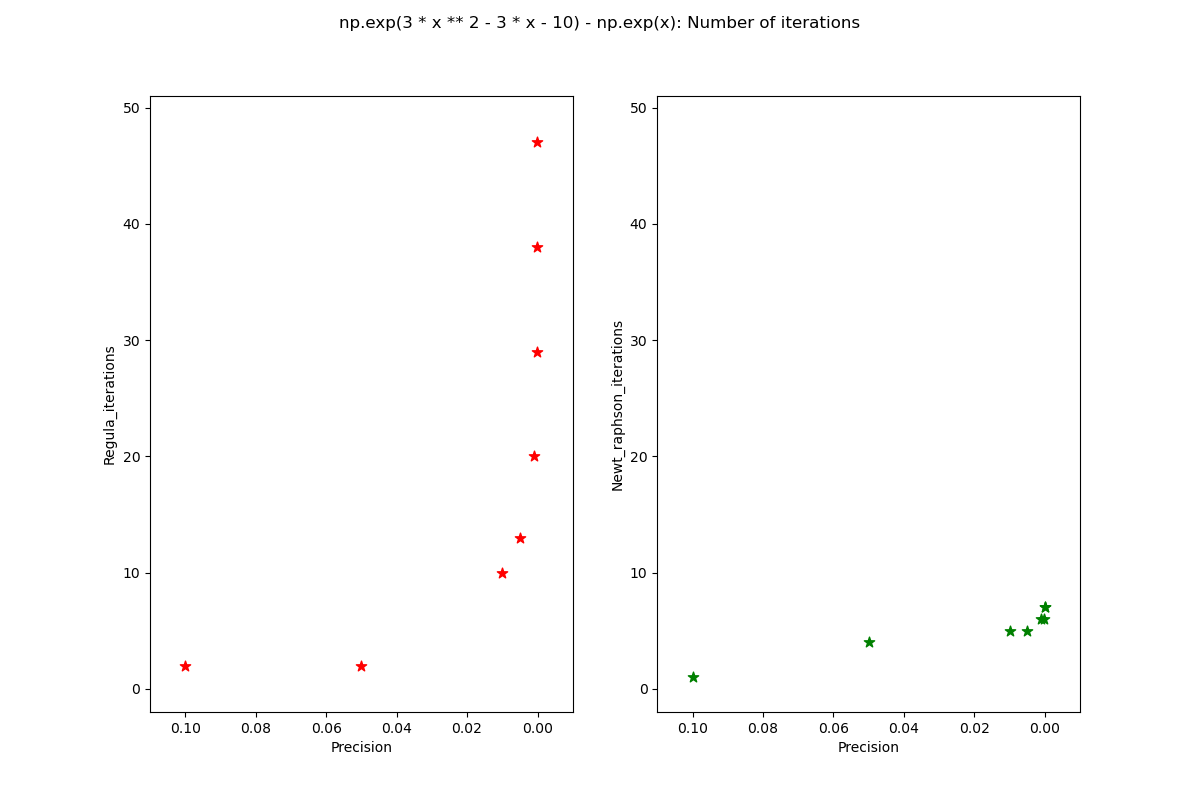 np.exp(3 * x ** 2 - 3 * x - 10) - np.exp(x): Number of iterations
50
40
30
20
10
0
Regula_iterations
0.10 0.08 0.06 0.04 0.02 0.00
Precision
50
40
30
20
10
0
Newt_raphson_iterations
0.10 0.08 0.06 0.04 0.02 0.00
Precision